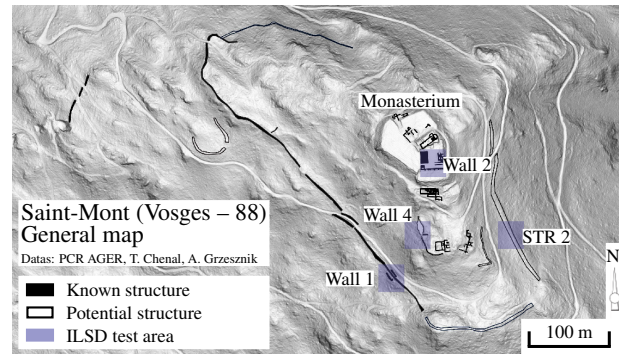 Monasterium
Wall 2
Wall 4
STR 2
Wall 1
Saint-Mont (Vosges – 88)
General map
Datas: PCR AGER, T. Chenal, A. Grzesznik
Known structure
Potential structure
ILSD test area
N
100 m